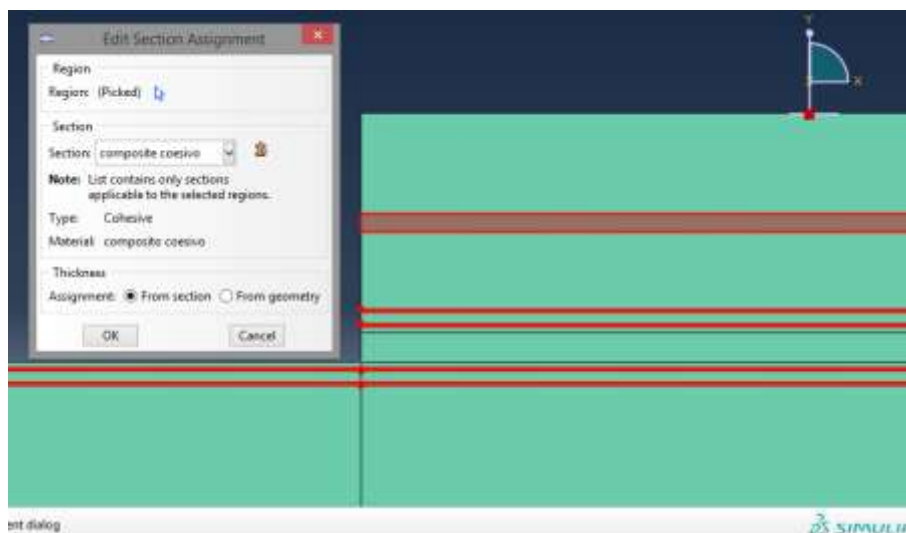 Edit Section Assignment
Region
Region: (Picked)
Section
Section: composite coesivo
Note: List contains only sections
applicable to the selected regions.
Type: Cohesive
Material: composito coesivo
Thickness
Assignment: From section From geometry
OK Cancel
Y
X
ent dialog
SIMULI